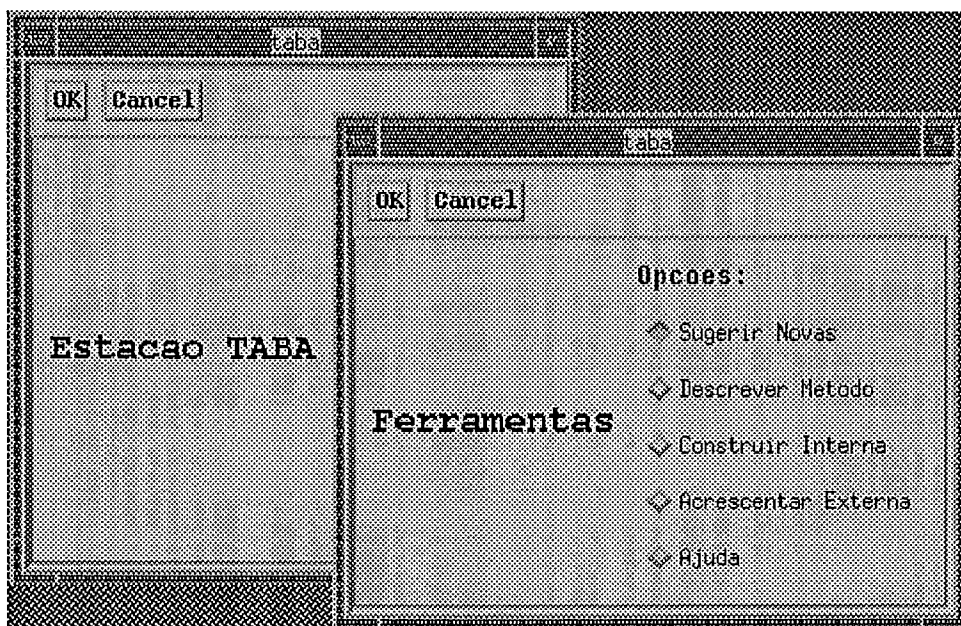 taba
OK Cancel
Estacao TABA
taba
OK Cancel
Opcoes:
Sugerir Novas
Descrever Metodo
Ferramentas
Construir Interna
Acrescentar Externa
Ajuda